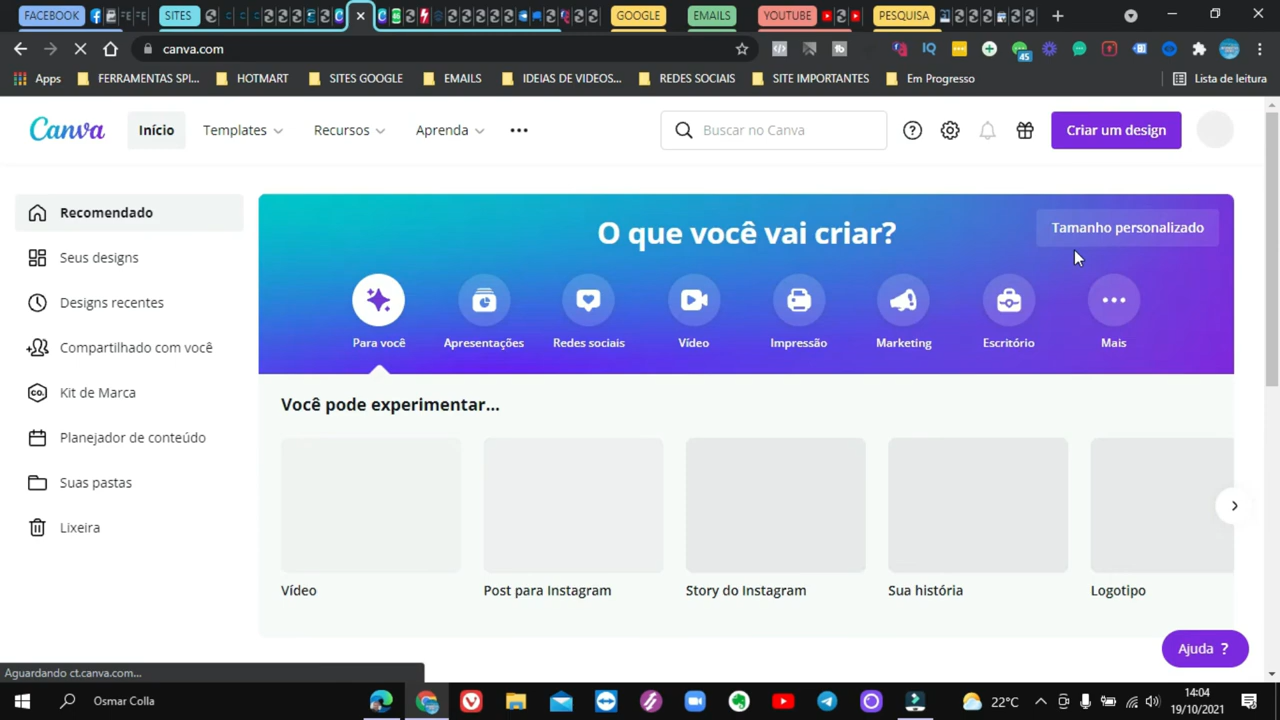 FACEBOOK
SITES
GOOGLE
EMAILS
YOUTUBE
PESQUISA
canva.com
IQ
45
Apps
FERRAMENTAS SPI...
HOTMART
SITES GOOGLE
EMAILS
IDEIAS DE VIDEOS...
REDES SOCIAIS
SITE IMPORTANTES
Em Progresso
Lista de leitura
Canva
Início
Templates
Recursos
Aprenda
Buscar no Canva
Criar um design
Recomendado
Seus designs
Designs recentes
Compartilhado com você
CO.
Kit de Marca
Planejador de conteúdo
Suas pastas
Lixeira
O que você vai criar?
Tamanho personalizado
Para você
Apresentações
Redes sociais
Vídeo
Impressão
Marketing
Escritório
Mais
Você pode experimentar...
Vídeo
Post para Instagram
Story do Instagram
Sua história
Logotipo
Ajuda ?
Aguardando ct.canva.com...
Osmar Colla
22°C
14:04
19/10/2021